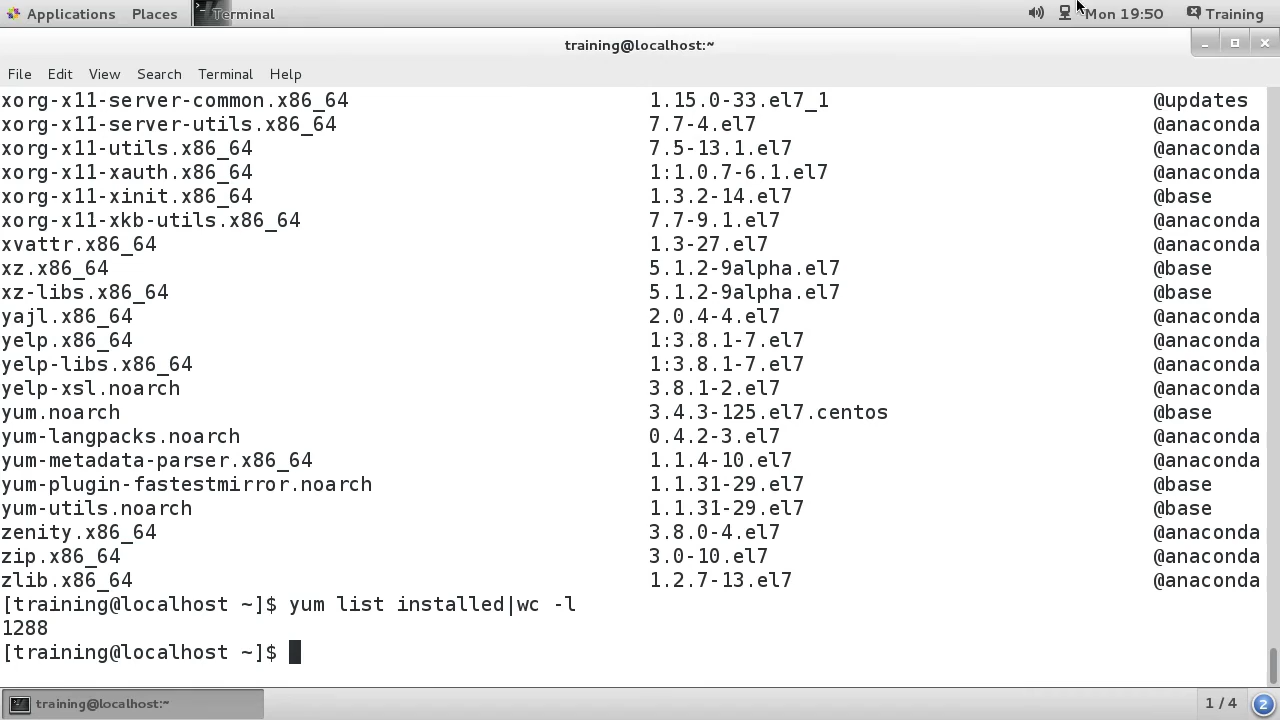 Applications Places Terminal Mon 19:50 Training
training@localhost:~
File Edit View Search Terminal Help
xorg-x11-server-common.x86_64 1.15.0-33.el7_1 @updates
xorg-x11-server-utils.x86_64 7.7-4.el7 @anaconda
xorg-x11-utils.x86_64 7.5-13.1.el7 @anaconda
xorg-x11-xauth.x86_64 1:1.0.7-6.1.el7 @anaconda
xorg-x11-xinit.x86_64 1.3.2-14.el7 @base
xorg-x11-xkb-utils.x86_64 7.7-9.1.el7 @anaconda
xvattr.x86_64 1.3-27.el7 @anaconda
xz.x86_64 5.1.2-9alpha.el7 @base
xz-libs.x86_64 5.1.2-9alpha.el7 @base
yajl.x86_64 2.0.4-4.el7 @anaconda
yelp.x86_64 1:3.8.1-7.el7 @anaconda
yelp-libs.x86_64 1:3.8.1-7.el7 @anaconda
yelp-xsl.noarch 3.8.1-2.el7 @anaconda
yum.noarch 3.4.3-125.el7.centos @base
yum-langpacks.noarch 0.4.2-3.el7 @anaconda
yum-metadata-parser.x86_64 1.1.4-10.el7 @anaconda
yum-plugin-fastestmirror.noarch 1.1.31-29.el7 @base
yum-utils.noarch 1.1.31-29.el7 @base
zenity.x86_64 3.8.0-4.el7 @anaconda
zip.x86_64 3.0-10.el7 @anaconda
zlib.x86_64 1.2.7-13.el7 @anaconda
[training@localhost ~]$ yum list installed|wc -l
1288
[training@localhost ~]$
training@localhost:~ 1 / 4 2